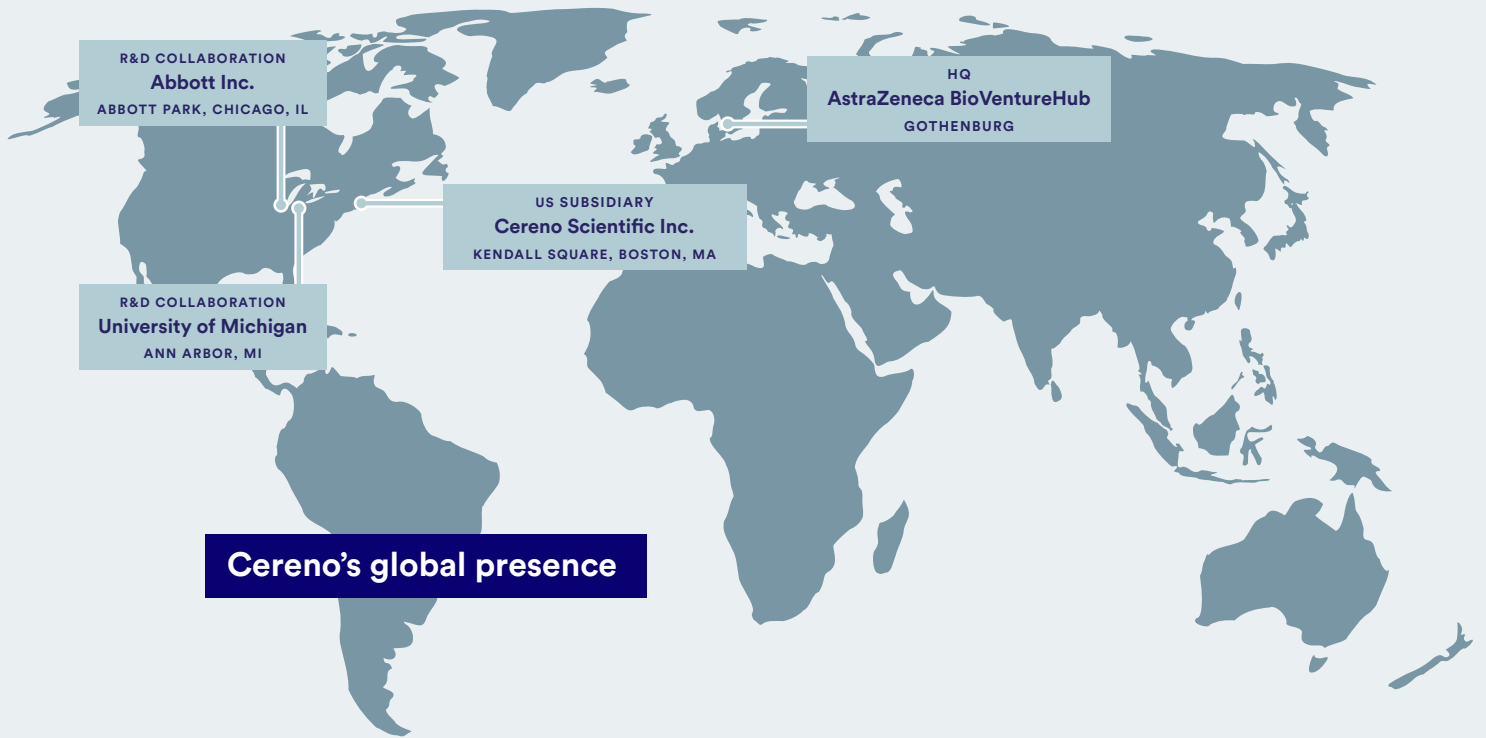 R&D COLLABORATION
Abbott Inc.
ABBOTT PARK, CHICAGO, IL
HQ
AstraZeneca BioVentureHub
GOTHENBURG
US SUBSIDIARY
Cereno Scientific Inc.
KENDALL SQUARE, BOSTON, MA
R&D COLLABORATION
University of Michigan
ANN ARBOR, MI
Cereno’s global presence